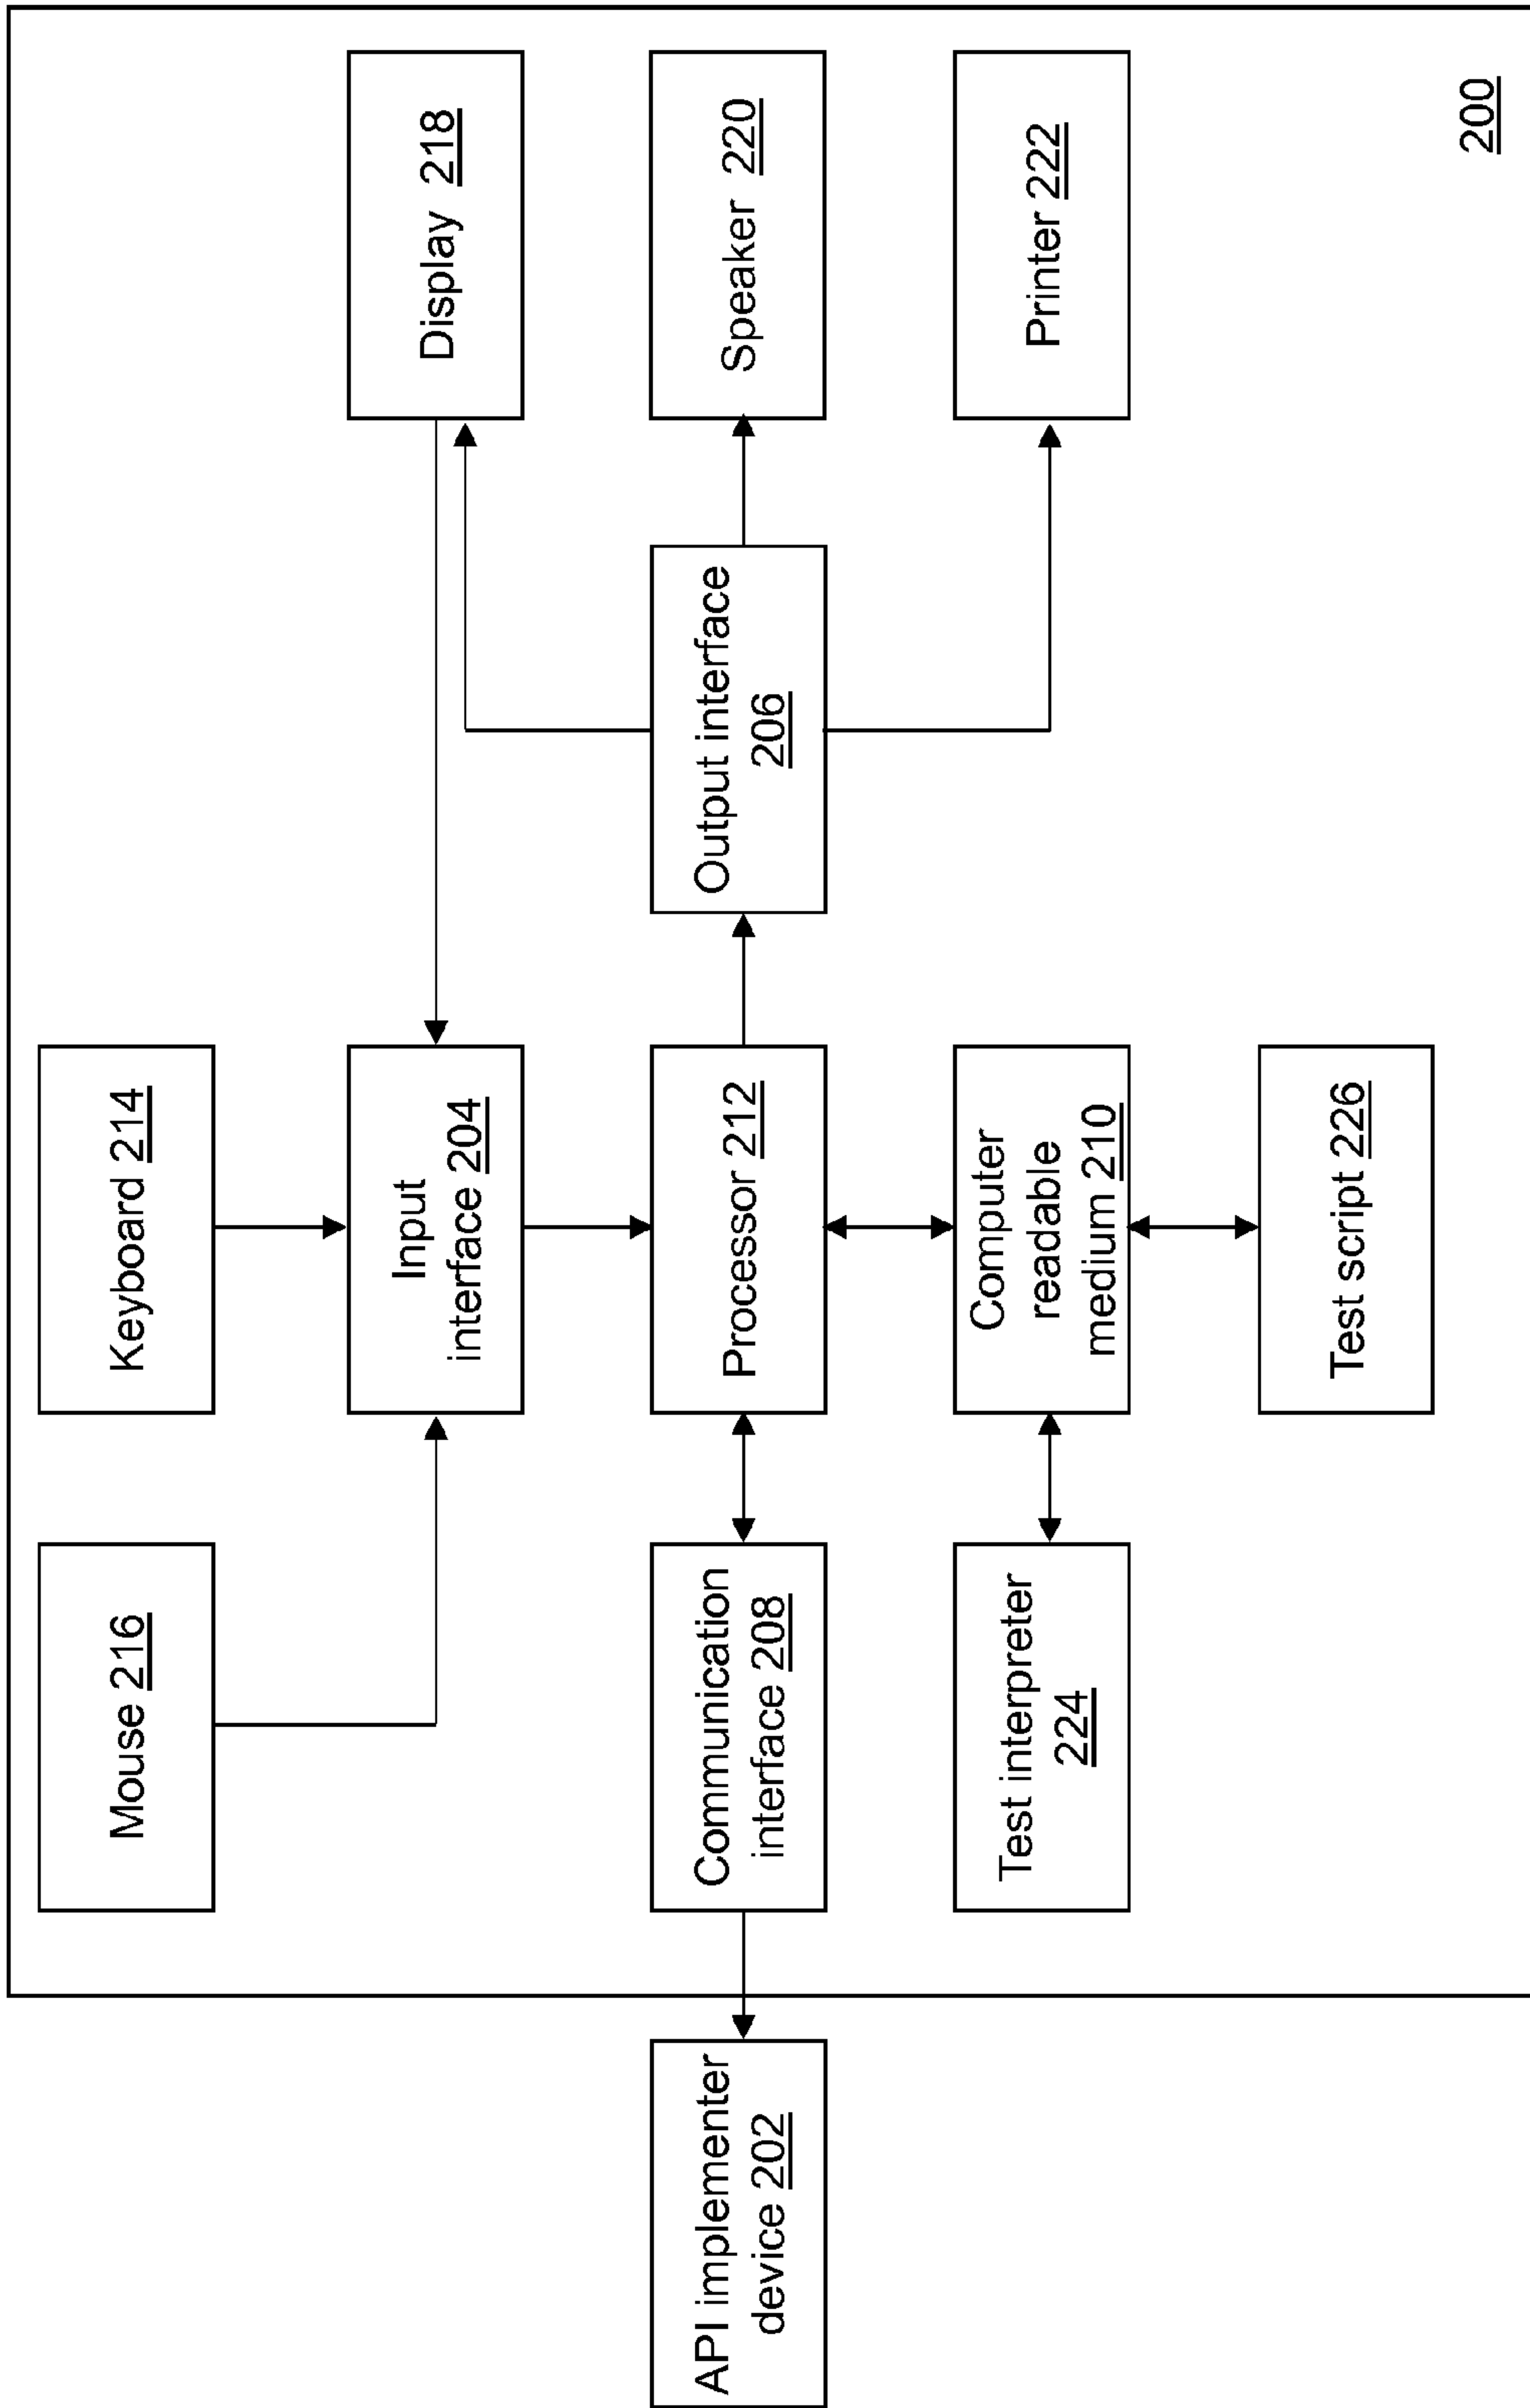 Mouse 216
Keyboard 214
Input
interface 204
Display 218
API implementer
device 202
Communication
interface 208
Processor 212
Output interface
206
Speaker 220
Test interpreter
224
Computer
readable
medium 210
Printer 222
Test script 226
200